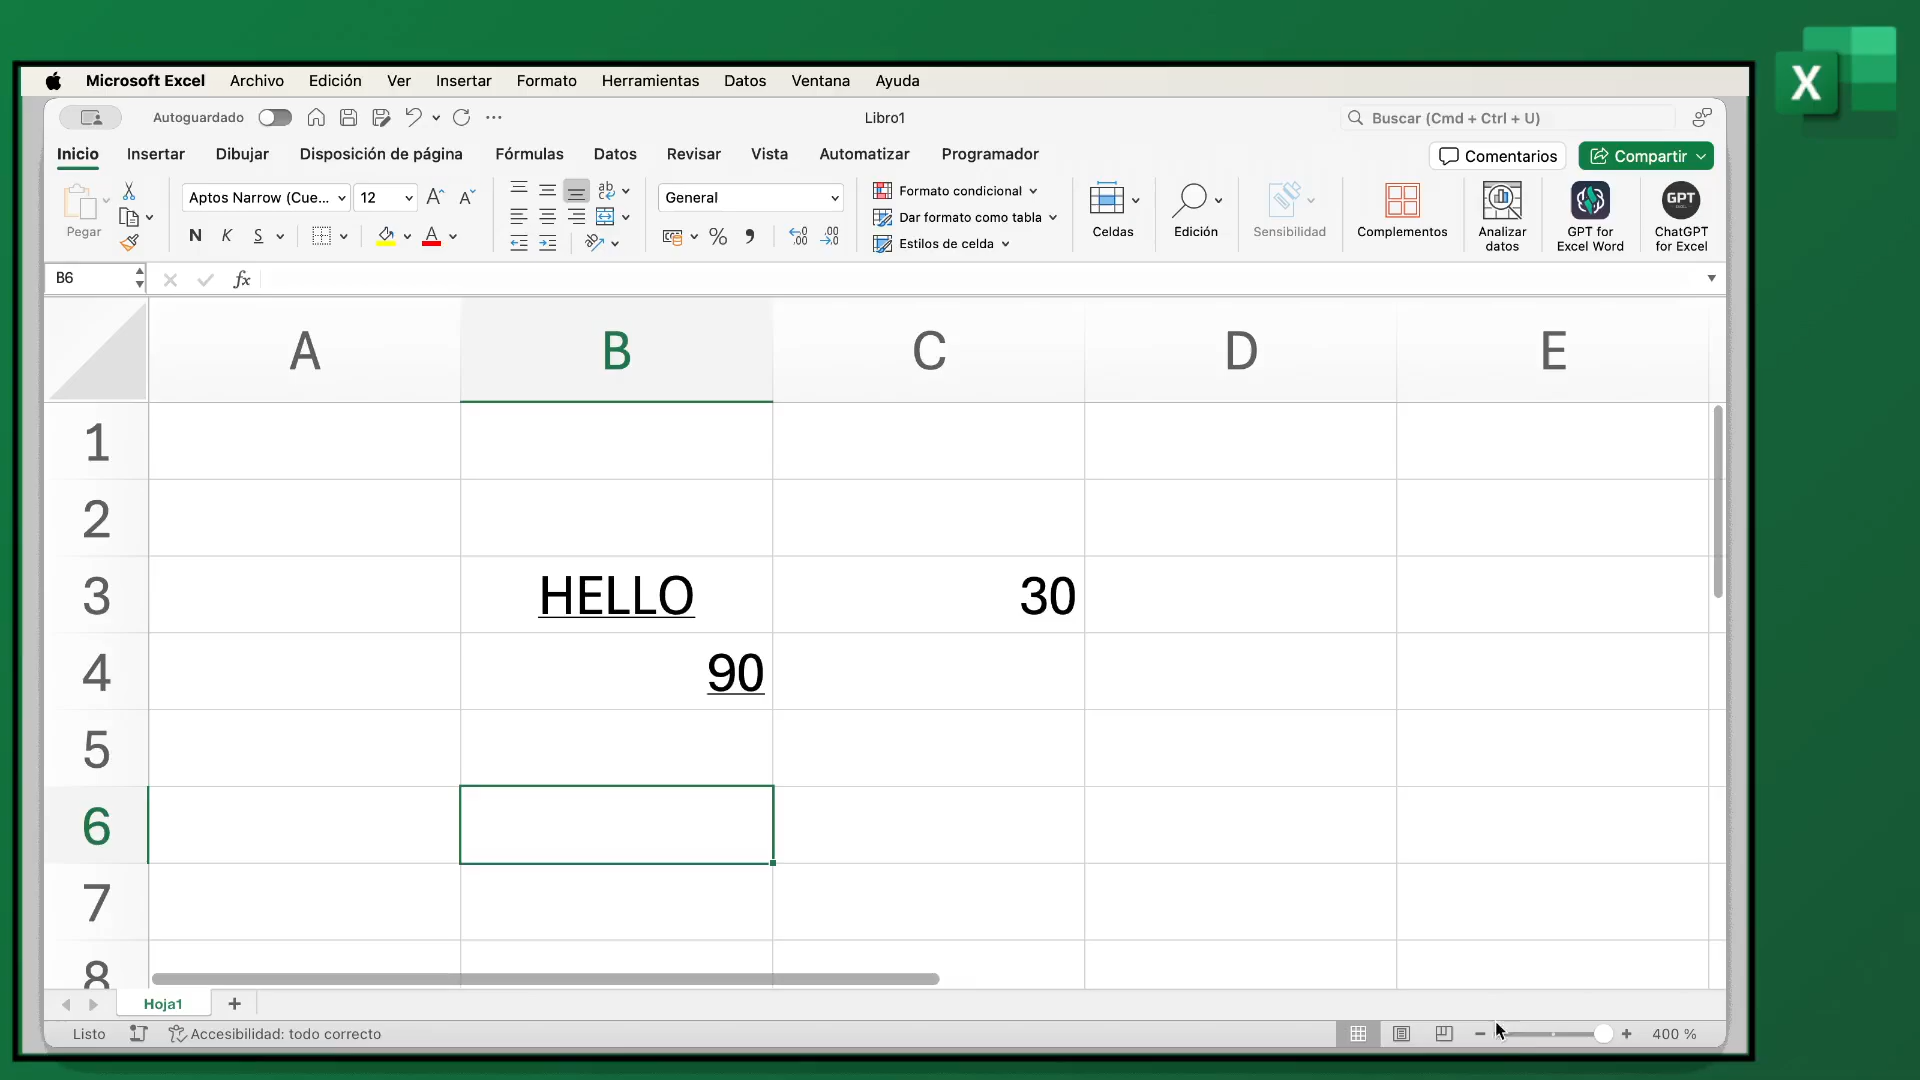 Microsoft Excel Archivo Edición Ver Insertar Formato Herramientas Datos Ventana Ayuda
Autoguardado Libro1 Buscar (Cmd + Ctrl + U)
Inicio Insertar Dibujar Disposición de página Fórmulas Datos Revisar Vista Automatizar Programador Comentarios Compartir
Pegar
Aptos Narrow (Cue... 12
N K S
General
Formato condicional
Dar formato como tabla
Estilos de celda
Celdas
Edición
Sensibilidad
Complementos
Analizar
datos
GPT for
Excel Word
GPT
ChatGPT
for Excel
B6 fx
A B C D E
1
2
3 HELLO 30
4 90
5
6
7
8
Hoja1 +
Listo Accesibilidad: todo correcto 400 %
X